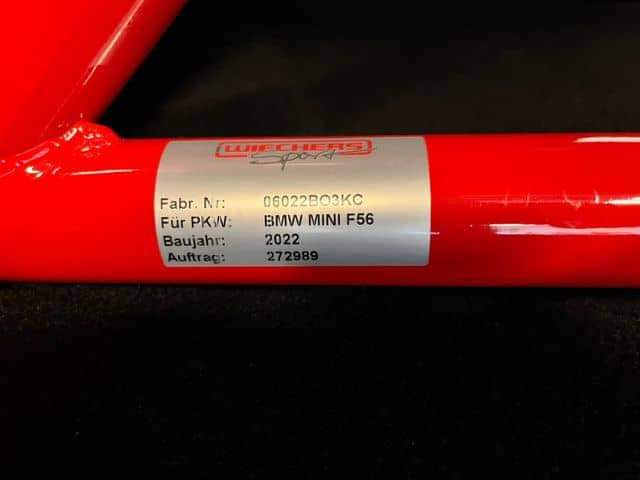 WIECHERS
Sport
Fabr. Nr: 06022BO3KC
Für PKW: BMW MINI F56
Baujahr: 2022
Auftrag: 272989